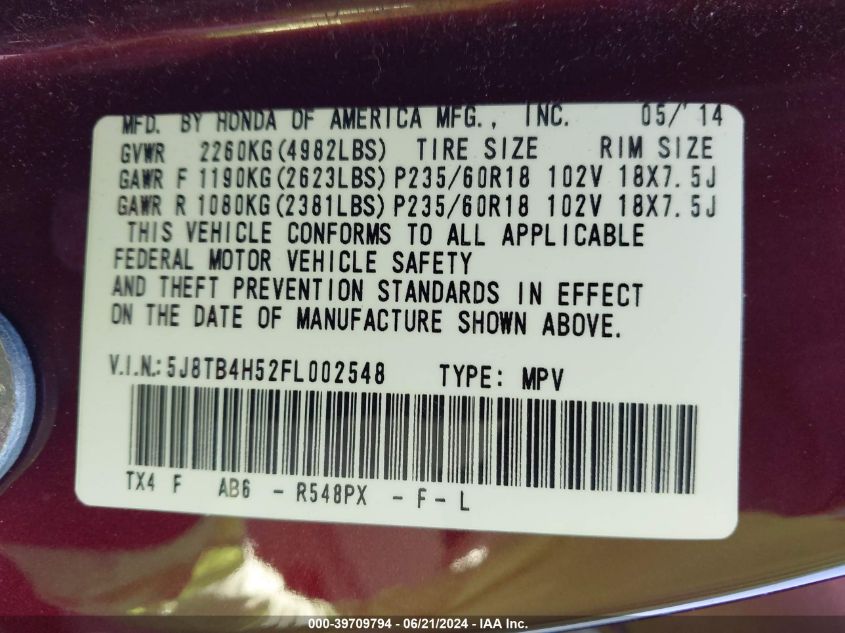 MFD. BY HONDA OF AMERICA MFG., INC. 05/'14
GVWR 2260KG(4982LBS) TIRE SIZE RIM SIZE
GAWR F 1190KG(2623LBS) P235/60R18 102V 18X7.5J
GAWR R 1080KG(2381LBS) P235/60R18 102V 18X7.5J
THIS VEHICLE CONFORMS TO ALL APPLICABLE
FEDERAL MOTOR VEHICLE SAFETY
AND THEFT PREVENTION STANDARDS IN EFFECT
ON THE DATE OF MANUFACTURE SHOWN ABOVE.
V.I.N.: 5J8TB4H52FL002548 TYPE: MPV
TX4 F AB6 - R548PX - F - L
000-39709794 - 06/21/2024 - IAA Inc.